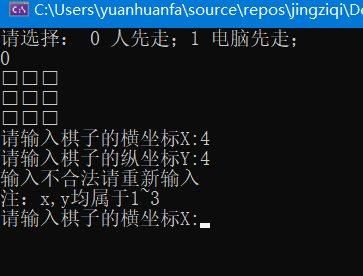 C:\Users\yuanhuanfa\source\repos\jingziqi\De
请选择： 0 人先走；1 电脑先走；
0
□□□
□□□
□□□
请输入棋子的横坐标X:4
请输入棋子的纵坐标Y:4
输入不合法请重新输入
注：x,y均属于1~3
请输入棋子的横坐标X: